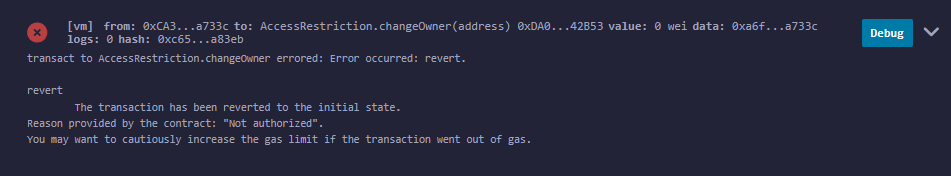 [vm] from: 0xCA3...a733c to: AccessRestriction.changeOwner(address) 0xDA0...42B53 value: 0 wei data: 0xa6f...a733c
logs: 0 hash: 0xc65...a83eb
Debug
transact to AccessRestriction.changeOwner errored: Error occurred: revert.
revert
The transaction has been reverted to the initial state.
Reason provided by the contract: "Not authorized".
You may want to cautiously increase the gas limit if the transaction went out of gas.